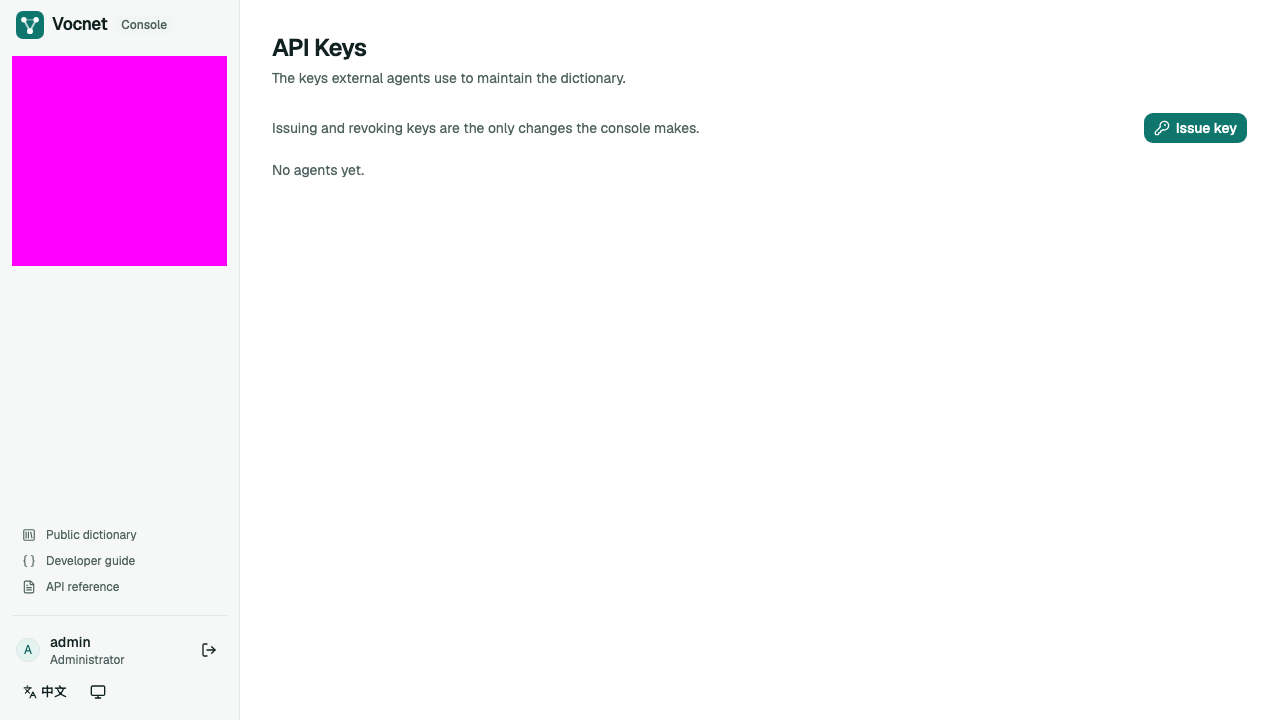 Vocnet Console
API Keys
The keys external agents use to maintain the dictionary.
Issuing and revoking keys are the only changes the console makes.
Issue key
No agents yet.
Public dictionary
Developer guide
API reference
A
admin
Administrator
中文